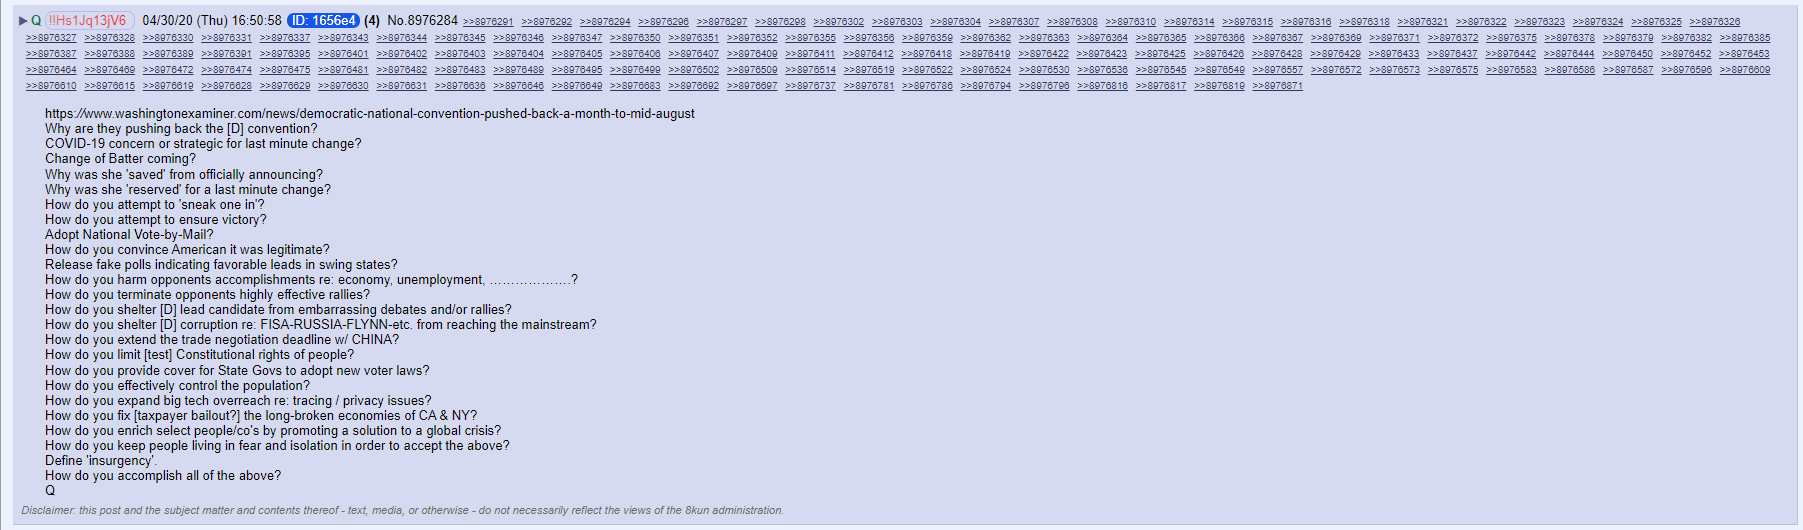 ▶ Q !!Hs1Jq13jV6 04/30/20 (Thu) 16:50:58 ID: 1656e4 (4) No.8976284 >>8976291 >>8976292 >>8976294 >>8976296 >>8976297 >>8976298 >>8976302 >>8976303 >>8976304 >>8976307 >>8976308 >>8976310 >>8976314 >>8976315 >>8976316 >>8976318 >>8976321 >>8976322 >>8976323 >>8976324 >>8976325 >>8976326
>>8976327 >>8976328 >>8976330 >>8976331 >>8976337 >>8976343 >>8976344 >>8976345 >>8976346 >>8976347 >>8976350 >>8976351 >>8976352 >>8976355 >>8976356 >>8976359 >>8976362 >>8976363 >>8976364 >>8976365 >>8976366 >>8976367 >>8976369 >>8976371 >>8976372 >>8976375 >>8976378 >>8976379 >>8976382 >>8976385
>>8976387 >>8976388 >>8976389 >>8976391 >>8976395 >>8976401 >>8976402 >>8976403 >>8976404 >>8976405 >>8976406 >>8976407 >>8976409 >>8976411 >>8976412 >>8976418 >>8976419 >>8976422 >>8976423 >>8976425 >>8976426 >>8976428 >>8976429 >>8976433 >>8976437 >>8976442 >>8976444 >>8976450 >>8976452 >>8976453
>>8976464 >>8976469 >>8976472 >>8976474 >>8976475 >>8976481 >>8976482 >>8976483 >>8976489 >>8976495 >>8976499 >>8976502 >>8976509 >>8976514 >>8976519 >>8976522 >>8976524 >>8976530 >>8976536 >>8976545 >>8976549 >>8976557 >>8976572 >>8976573 >>8976575 >>8976583 >>8976586 >>8976587 >>8976596 >>8976609
>>8976610 >>8976615 >>8976619 >>8976628 >>8976629 >>8976630 >>8976631 >>8976636 >>8976646 >>8976649 >>8976683 >>8976692 >>8976697 >>8976737 >>8976781 >>8976786 >>8976794 >>8976796 >>8976816 >>8976817 >>8976819 >>8976871
https://www.washingtonexaminer.com/news/democratic-national-convention-pushed-back-a-month-to-mid-august
Why are they pushing back the [D] convention?
COVID-19 concern or strategic for last minute change?
Change of Batter coming?
Why was she 'saved' from officially announcing?
Why was she 'reserved' for a last minute change?
How do you attempt to 'sneak one in'?
How do you attempt to ensure victory?
Adopt National Vote-by-Mail?
How do you convince American it was legitimate?
Release fake polls indicating favorable leads in swing states?
How do you harm opponents accomplishments re: economy, unemployment, ………………..?
How do you terminate opponents highly effective rallies?
How do you shelter [D] lead candidate from embarrassing debates and/or rallies?
How do you shelter [D] corruption re: FISA-RUSSIA-FLYNN-etc. from reaching the mainstream?
How do you extend the trade negotiation deadline w/ CHINA?
How do you limit [test] Constitutional rights of people?
How do you provide cover for State Govs to adopt new voter laws?
How do you effectively control the population?
How do you expand big tech overreach re: tracing / privacy issues?
How do you fix [taxpayer bailout?] the long-broken economies of CA & NY?
How do you enrich select people/co's by promoting a solution to a global crisis?
How do you keep people living in fear and isolation in order to accept the above?
Define 'insurgency'.
How do you accomplish all of the above?
Q
Disclaimer: this post and the subject matter and contents thereof - text, media, or otherwise - do not necessarily reflect the views of the 8kun administration.